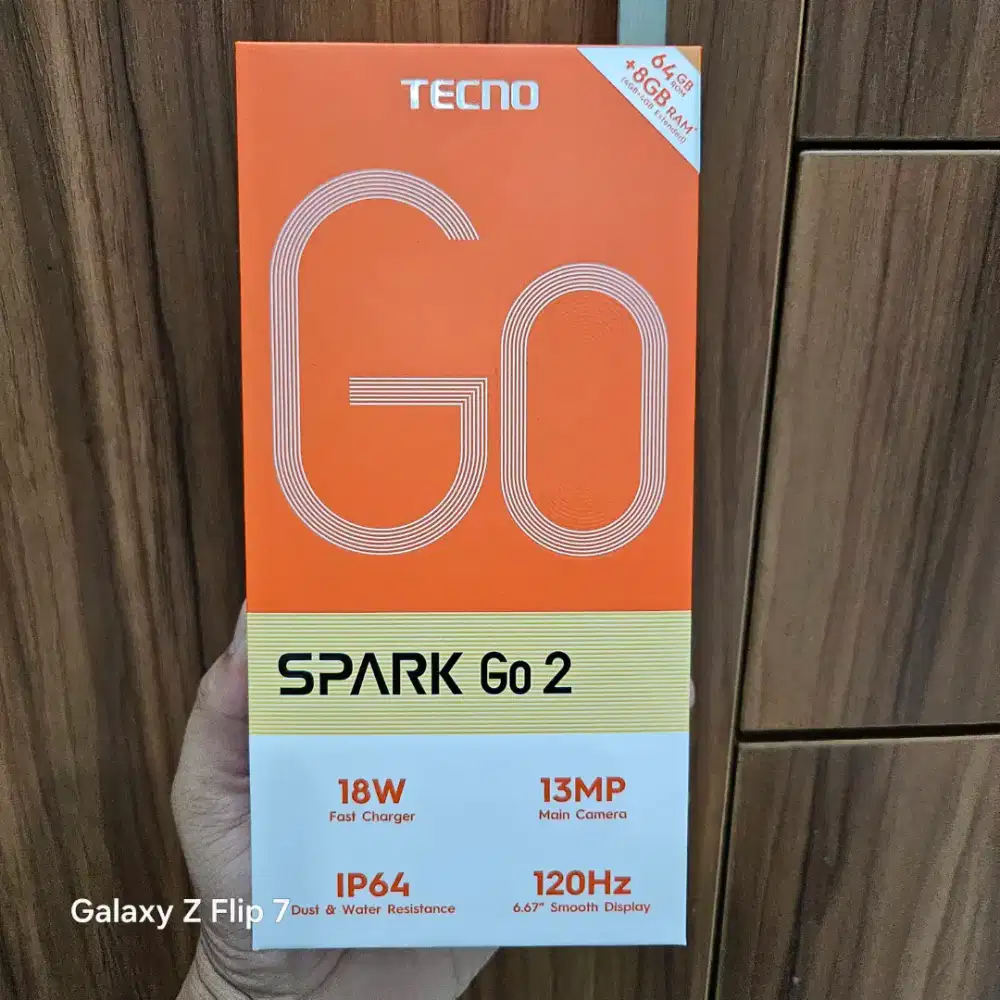 TECNO
64GB ROM
+8GB RAM*
(4GB+4GB Extended)
Go
SPARK Go 2
18W
Fast Charger
13MP
Main Camera
IP64
Dust & Water Resistance
120Hz
6.67" Smooth Display
Galaxy Z Flip 7